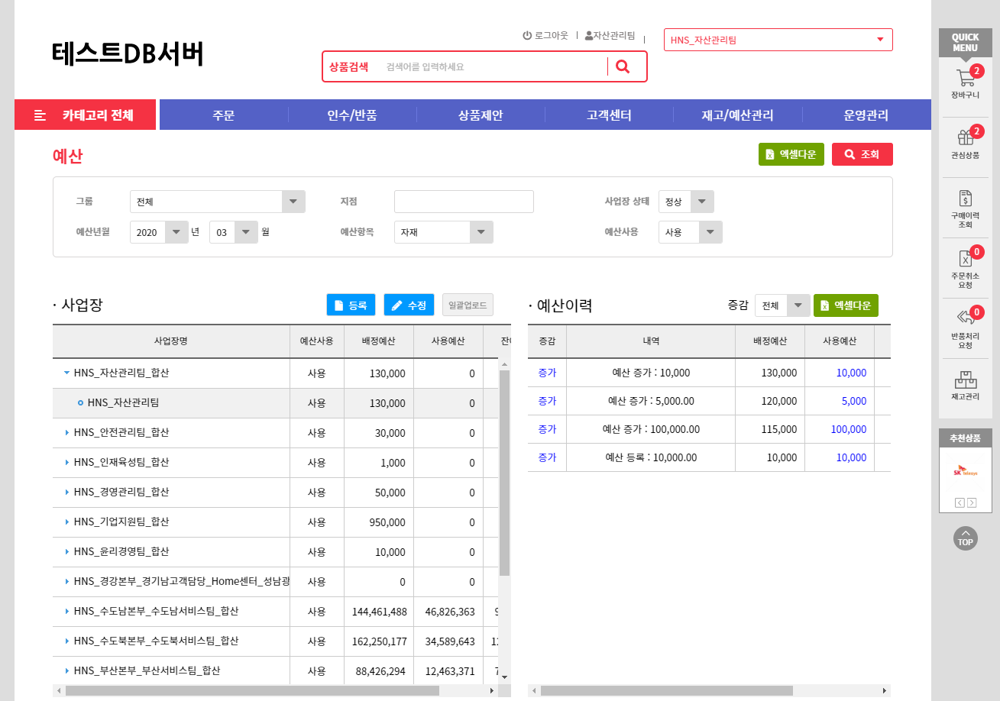 로그아웃 자산관리팀
HNS_자산관리팀
테스트DB서버
상품검색 검색어를 입력하세요
카테고리 전체 주문 인수/반품 상품제안 고객센터 재고/예산관리 운영관리
예산 엑셀다운 조회
그룹 전체 지점 사업장 상태 정상
예산년월 2020 년 03 월 예산항목 자재 예산사용 사용
· 사업장 등록 수정 일괄업로드
사업장명 예산사용 배정예산 사용예산
HNS_자산관리팀_합산 사용 130,000 0
HNS_자산관리팀 사용 130,000 0
HNS_안전관리팀_합산 사용 30,000 0
HNS_인재육성팀_합산 사용 1,000 0
HNS_경영관리팀_합산 사용 50,000 0
HNS_기업지원팀_합산 사용 950,000 0
HNS_윤리경영팀_합산 사용 10,000 0
HNS_경강본부_경기남고객담당_Home센터_성남광 사용 0 0
HNS_수도남본부_수도남서비스팀_합산 사용 144,461,488 46,826,363
HNS_수도북본부_수도북서비스팀_합산 사용 162,250,177 34,589,643
HNS_부산본부_부산서비스팀_합산 사용 88,426,294 12,463,371
· 예산이력 증감 전체 엑셀다운
증감 내역 배정예산 사용예산
증가 예산 증가 : 10,000 130,000 10,000
증가 예산 증가 : 5,000.00 120,000 5,000
증가 예산 증가 : 100,000.00 115,000 100,000
증가 예산 등록 : 10,000.00 10,000 10,000
QUICK
MENU
2
장바구니
2
관심상품
구매이력
조회
0
주문취소
요청
0
반품처리
요청
재고관리
추천상품
SK telesys
TOP